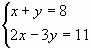 x + y = 8
2x − 3y = 11